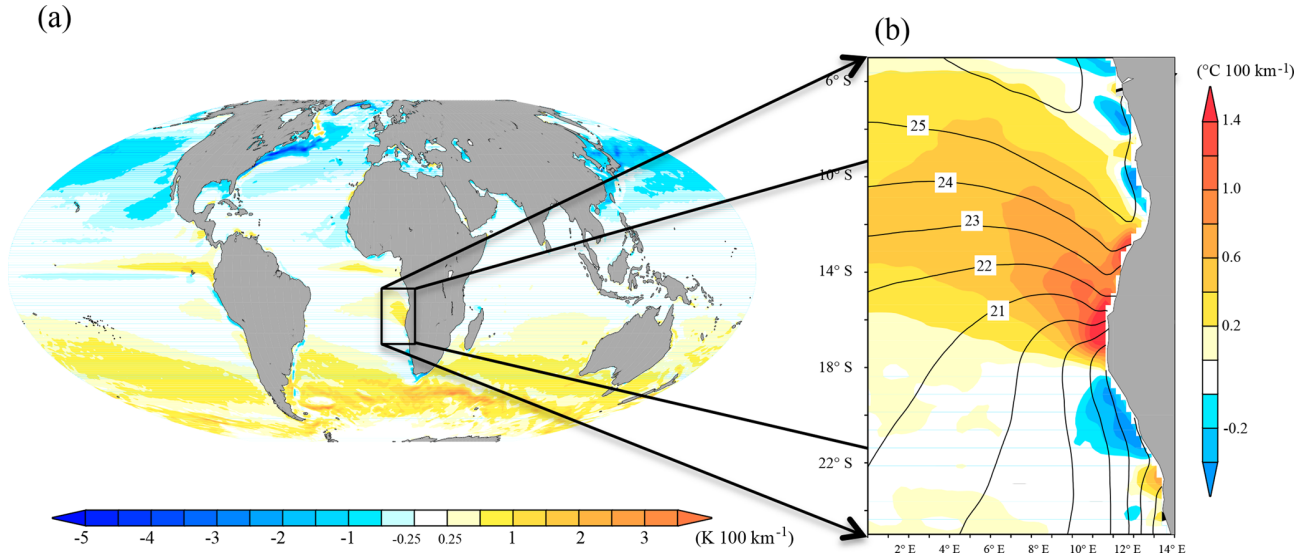 (a)
(b)
(°C 100 km⁻¹)
6° S
10° S
14° S
18° S
22° S
25
24
23
22
21
1.4
1.0
0.6
0.2
-0.2
2° E 4° E 6° E 8° E 10° E 12° E 14° E
-5 -4 -3 -2 -1 -0.25 0.25 1 2 3 (K 100 km⁻¹)